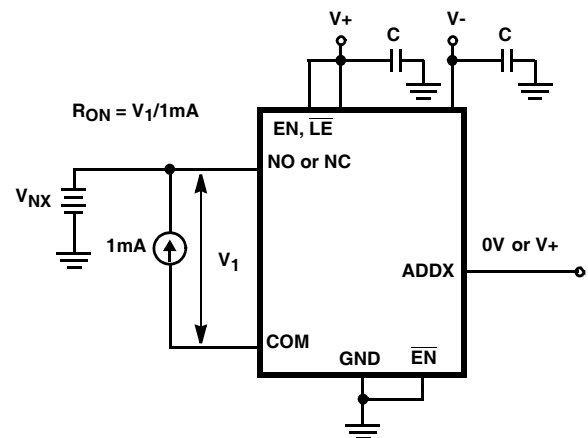 V+
C
V-
C
R_ON = V_1/1mA
EN, L̅E̅
NO or NC
V_NX
1mA
V_1
0V or V+
ADDX
COM
GND
E̅N̅